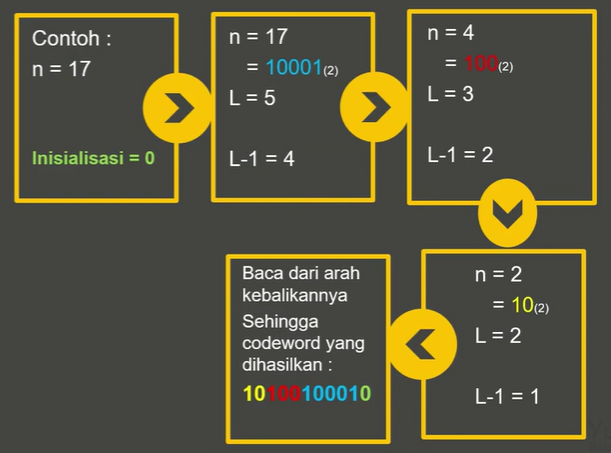 Contoh :
n = 17
Inisialisasi = 0
n = 17
= 10001(2)
L = 5
L-1 = 4
n = 4
= 100(2)
L = 3
L-1 = 2
n = 2
= 10(2)
L = 2
L-1 = 1
Baca dari arah
kebalikannya
Sehingga
codeword yang
dihasilkan :
10100100010